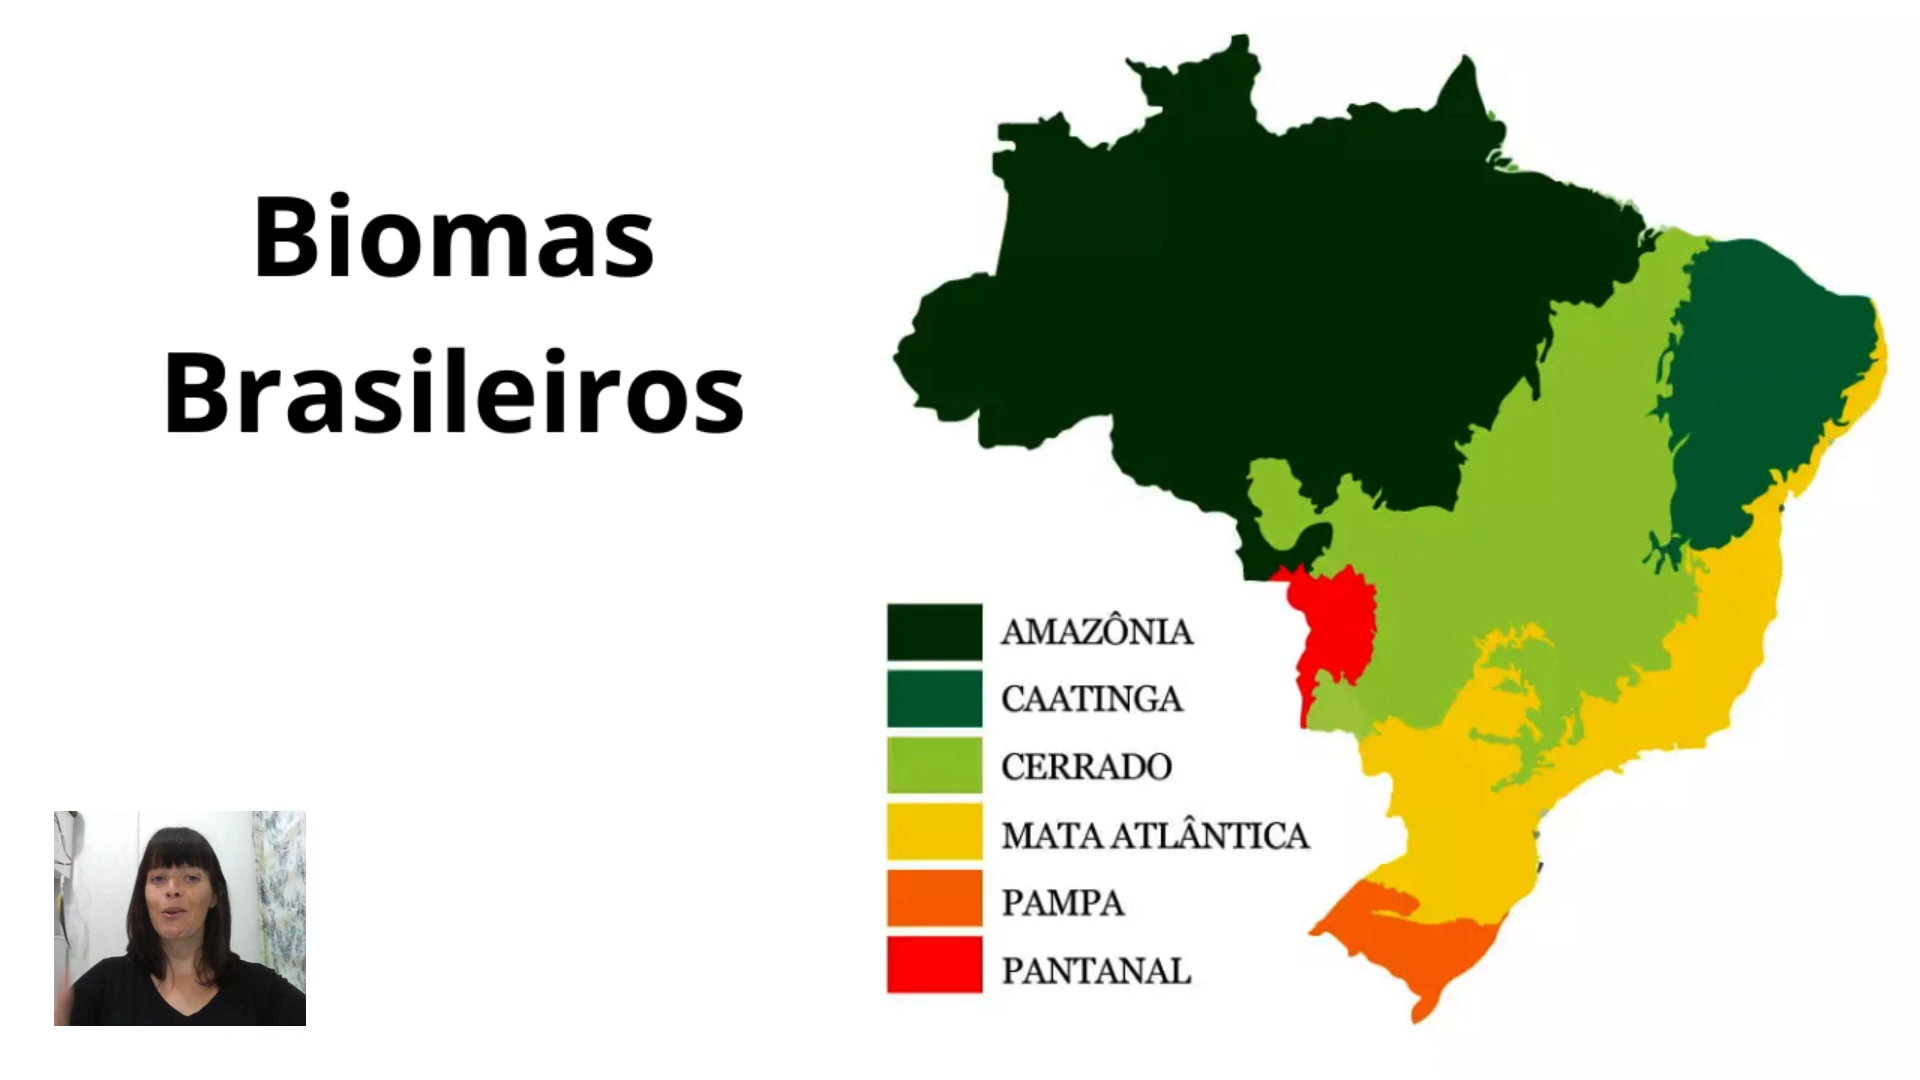 Biomas
Brasileiros
AMAZÔNIA
CAATINGA
CERRADO
MATA ATLÂNTICA
PAMPA
PANTANAL